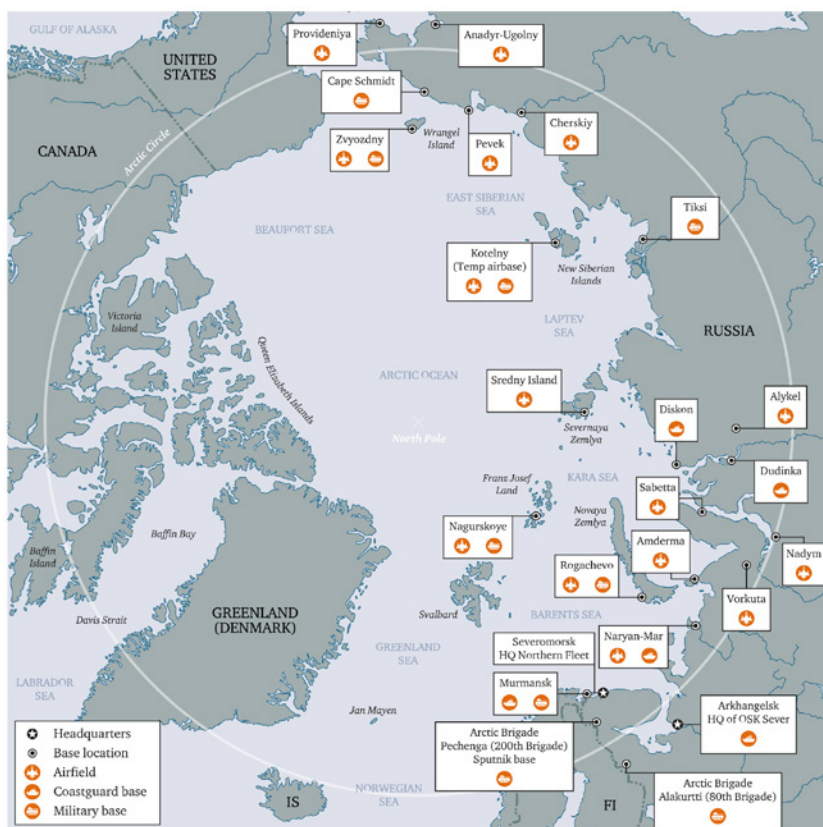 GULF OF ALASKA
UNITED
STATES
Provideniya
Anadyr-Ugolny
Cape Schmidt
CANADA
Arctic Circle
Zvyozdny
Wrangel
Island
Pevek
Cherskiy
EAST SIBERIAN
SEA
BEAUFORT SEA
Tiksi
Kotelny
(Temp airbase)
New Siberian
Islands
Victoria
Island
LAPTEV
SEA
RUSSIA
Queen Elizabeth Islands
ARCTIC OCEAN
Sredny Island
Alykel
Diskon
North Pole
Severnaya
Zemlya
Dudinka
Franz Josef
Land
KARA SEA
Sabetta
Novaya
Zemlya
Nagurskoye
Baffin Bay
Amderma
Nadym
Baffin
Island
Rogachevo
Vorkuta
GREENLAND
(DENMARK)
Svalbard
BARENTS SEA
Davis Strait
Severomorsk
HQ Northern Fleet
Naryan-Mar
GREENLAND
SEA
Murmansk
LABRADOR
SEA
Jan Mayen
Arkhangelsk
HQ of OSK Sever
Headquarters
Base location
Airfield
Coastguard base
Military base
Arctic Brigade
Pechenga (200th Brigade)
Sputnik base
NORWEGIAN
SEA
IS
FI
Arctic Brigade
Alakurtti (80th Brigade)